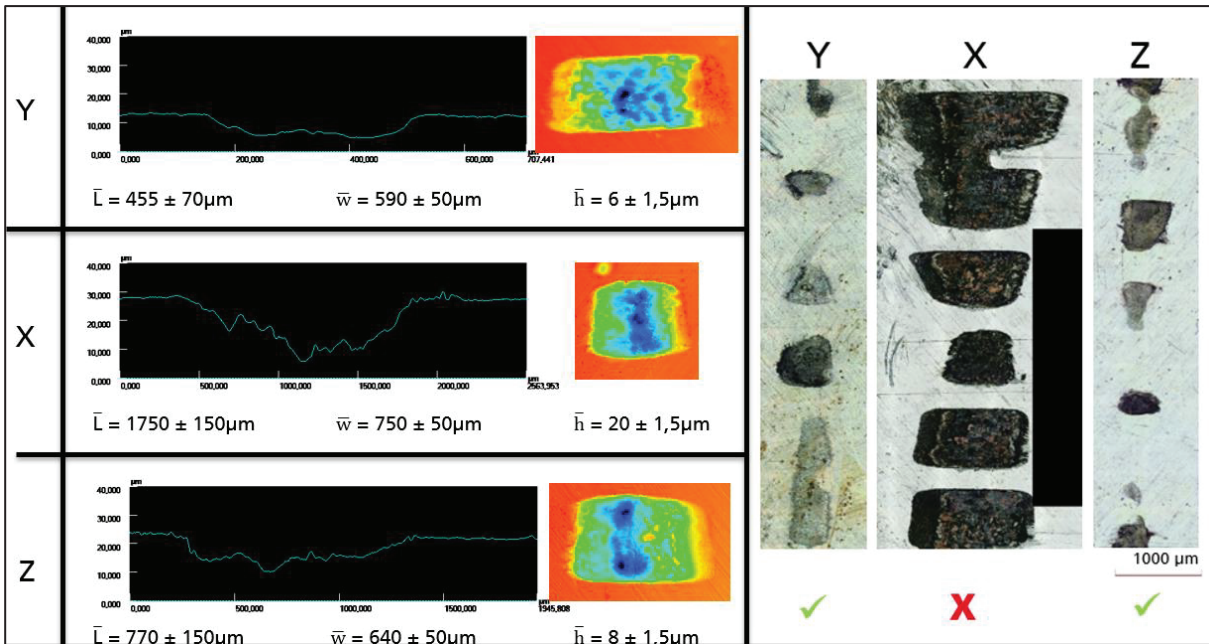 Y
µm
40,000
30,000
20,000
10,000
0,000
0,000 200,000 400,000 600,000 µm
707,441
L̅ = 455 ± 70µm w̅ = 590 ± 50µm h̅ = 6 ± 1,5µm
X
µm
40,000
30,000
20,000
10,000
0,000
0,000 500,000 1000,000 1500,000 2000,000 µm
2563,953
L̅ = 1750 ± 150µm w̅ = 750 ± 50µm h̅ = 20 ± 1,5µm
Z
µm
40,000
30,000
20,000
10,000
0,000
0,000 500,000 1000,000 1500,000 µm
1945,808
L̅ = 770 ± 150µm w̅ = 640 ± 50µm h̅ = 8 ± 1,5µm
Y X Z
1000 µm
✓ X ✓